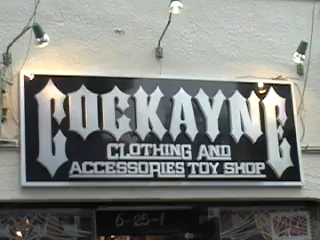 COCKAYNE
CLOTHING AND
ACCESSORIES TOY SHOP
6-25-1